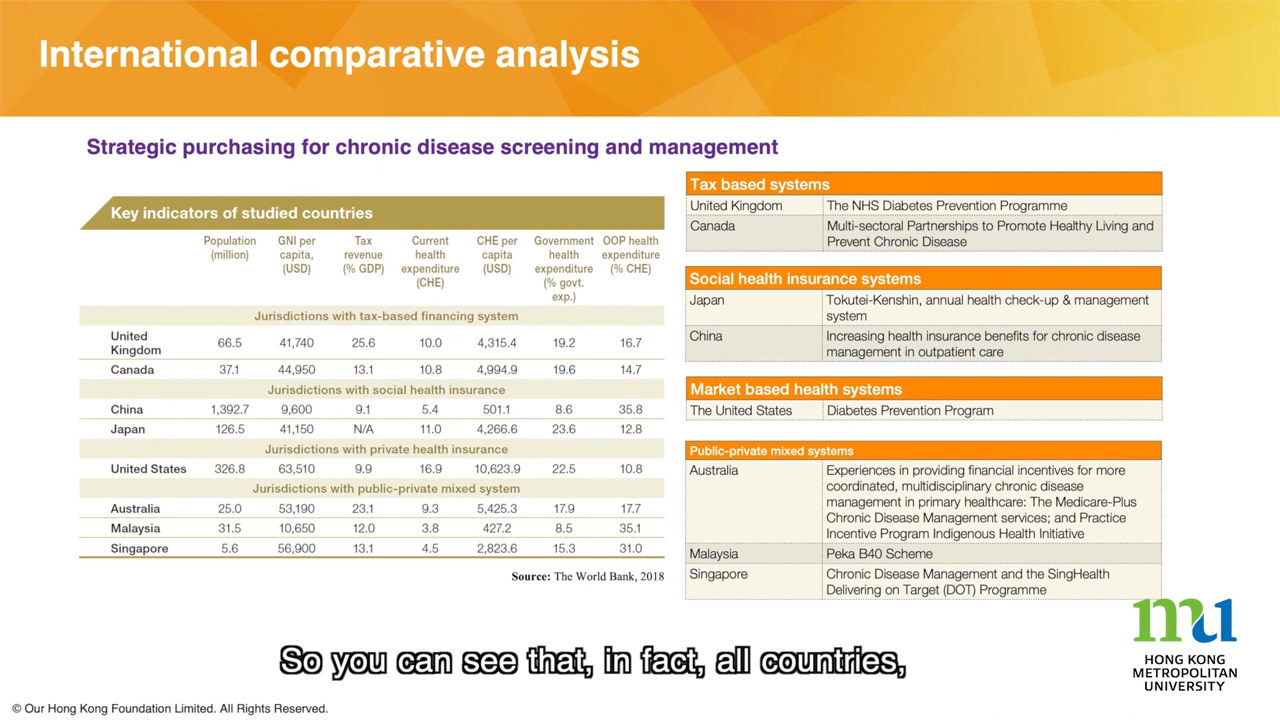 International comparative analysis
Strategic purchasing for chronic disease screening and management
Key indicators of studied countries
Population (million) GNI per capita, (USD) Tax revenue (% GDP) Current health expenditure (CHE) CHE per capita (USD) Government health expenditure (% govt. exp.) OOP health expenditure (% CHE)
Jurisdictions with tax-based financing system
United Kingdom 66.5 41,740 25.6 10.0 4,315.4 19.2 16.7
Canada 37.1 44,950 13.1 10.8 4,994.9 19.6 14.7
Jurisdictions with social health insurance
China 1,392.7 9,600 9.1 5.4 501.1 8.6 35.8
Japan 126.5 41,150 N/A 11.0 4,266.6 23.6 12.8
Jurisdictions with private health insurance
United States 326.8 63,510 9.9 16.9 10,623.9 22.5 10.8
Jurisdictions with public-private mixed system
Australia 25.0 53,190 23.1 9.3 5,425.3 17.9 17.7
Malaysia 31.5 10,650 12.0 3.8 427.2 8.5 35.1
Singapore 5.6 56,900 13.1 4.5 2,823.6 15.3 31.0
Source: The World Bank, 2018
Tax based systems
United Kingdom The NHS Diabetes Prevention Programme
Canada Multi-sectoral Partnerships to Promote Healthy Living and
Prevent Chronic Disease
Social health insurance systems
Japan Tokutei-Kenshin, annual health check-up & management
system
China Increasing health insurance benefits for chronic disease
management in outpatient care
Market based health systems
The United States Diabetes Prevention Program
Public-private mixed systems
Australia Experiences in providing financial incentives for more
coordinated, multidisciplinary chronic disease
management in primary healthcare: The Medicare-Plus
Chronic Disease Management services; and Practice
Incentive Program Indigenous Health Initiative
Malaysia Peka B40 Scheme
Singapore Chronic Disease Management and the SingHealth
Delivering on Target (DOT) Programme
mu
HONG KONG
METROPOLITAN
UNIVERSITY
So you can see that, in fact, all countries,
© Our Hong Kong Foundation Limited. All Rights Reserved.